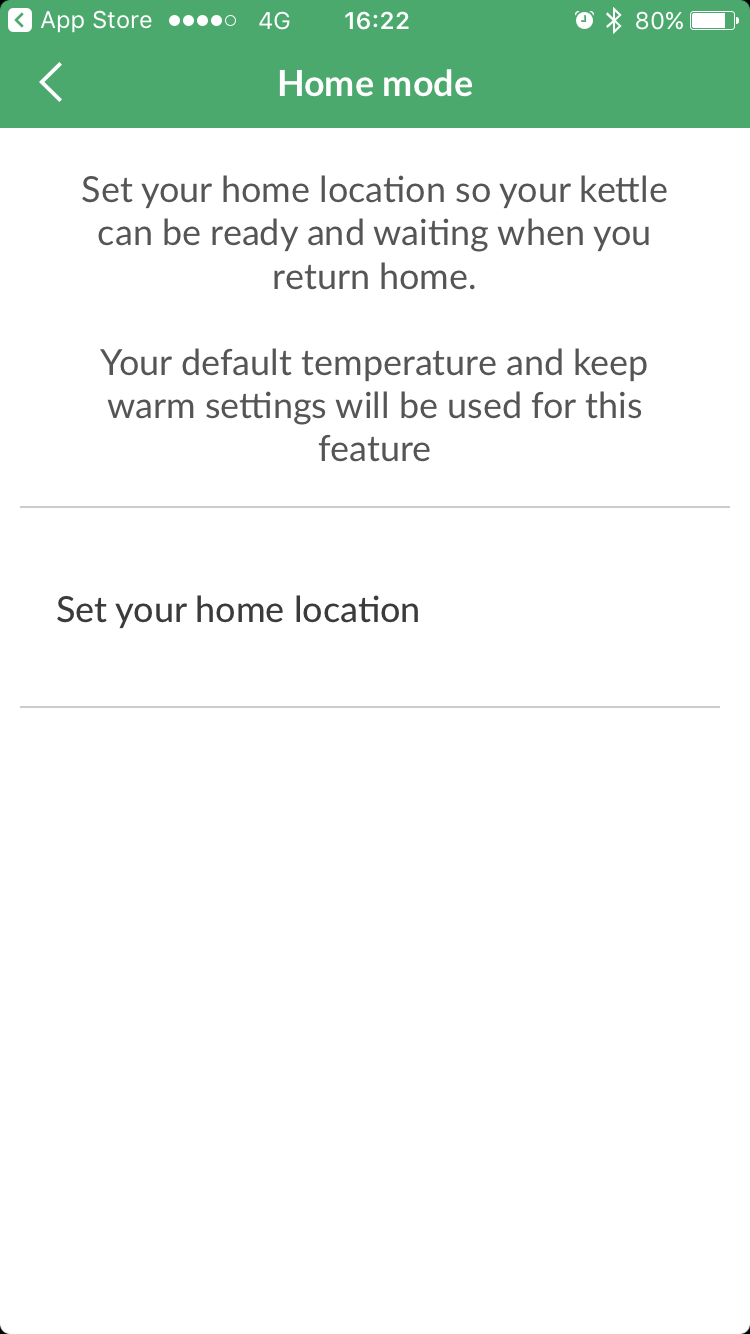 App Store 4G 16:22 80%
Home mode
Set your home location so your kettle
can be ready and waiting when you
return home.
Your default temperature and keep
warm settings will be used for this
feature
Set your home location